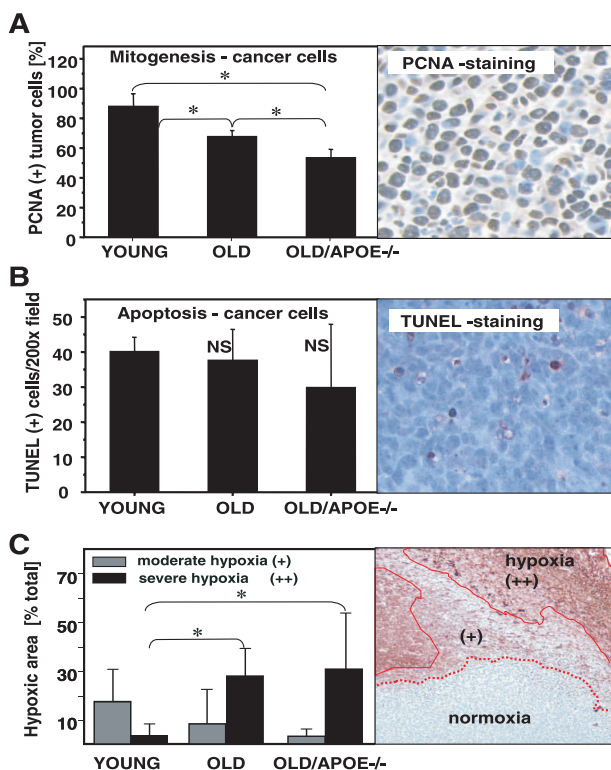 A
Mitogenesis - cancer cells
PCNA (+) tumor cells [%]
120
100
80
60
40
20
0
*
*
*
YOUNG
OLD
OLD/APOE-/-
PCNA -staining
B
Apoptosis - cancer cells
TUNEL (+) cells/200x field
50
40
30
20
10
0
NS
NS
YOUNG
OLD
OLD/APOE-/-
TUNEL -staining
C
moderate hypoxia (+)
severe hypoxia (++)
Hypoxic area [% total]
70
50
30
10
*
*
YOUNG
OLD
OLD/APOE-/-
hypoxia
(++)
(+)
normoxia